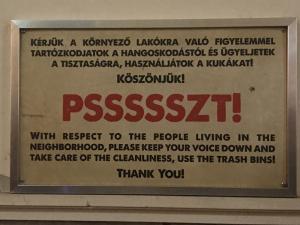 KÉRJÜK A KÖRNYEZŐ LAKÓKRA VALÓ FIGYELEMMEL
TARTÓZKODJATOK A HANGOSKODÁSTÓL ÉS ÜGYELJETEK
A TISZTASÁGRA, HASZNÁLJÁTOK A KUKÁKAT!
KÖSZÖNJÜK!
PSSSSSSZT!
WITH RESPECT TO THE PEOPLE LIVING IN THE
NEIGHBORHOOD, PLEASE KEEP YOUR VOICE DOWN AND
TAKE CARE OF THE CLEANLINESS, USE THE TRASH BINS!
THANK YOU!